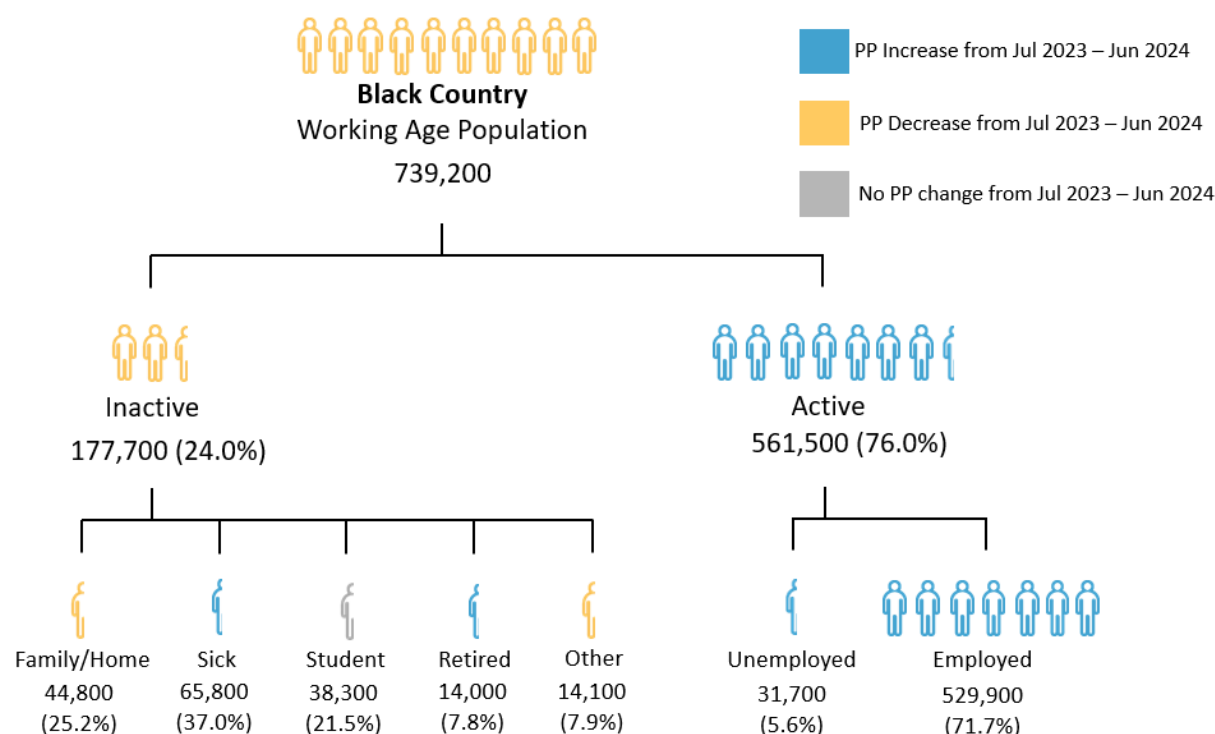 Black Country
Working Age Population
739,200
PP Increase from Jul 2023 – Jun 2024
PP Decrease from Jul 2023 – Jun 2024
No PP change from Jul 2023 – Jun 2024
Inactive
177,700 (24.0%)
Active
561,500 (76.0%)
Family/Home
44,800
(25.2%)
Sick
65,800
(37.0%)
Student
38,300
(21.5%)
Retired
14,000
(7.8%)
Other
14,100
(7.9%)
Unemployed
31,700
(5.6%)
Employed
529,900
(71.7%)